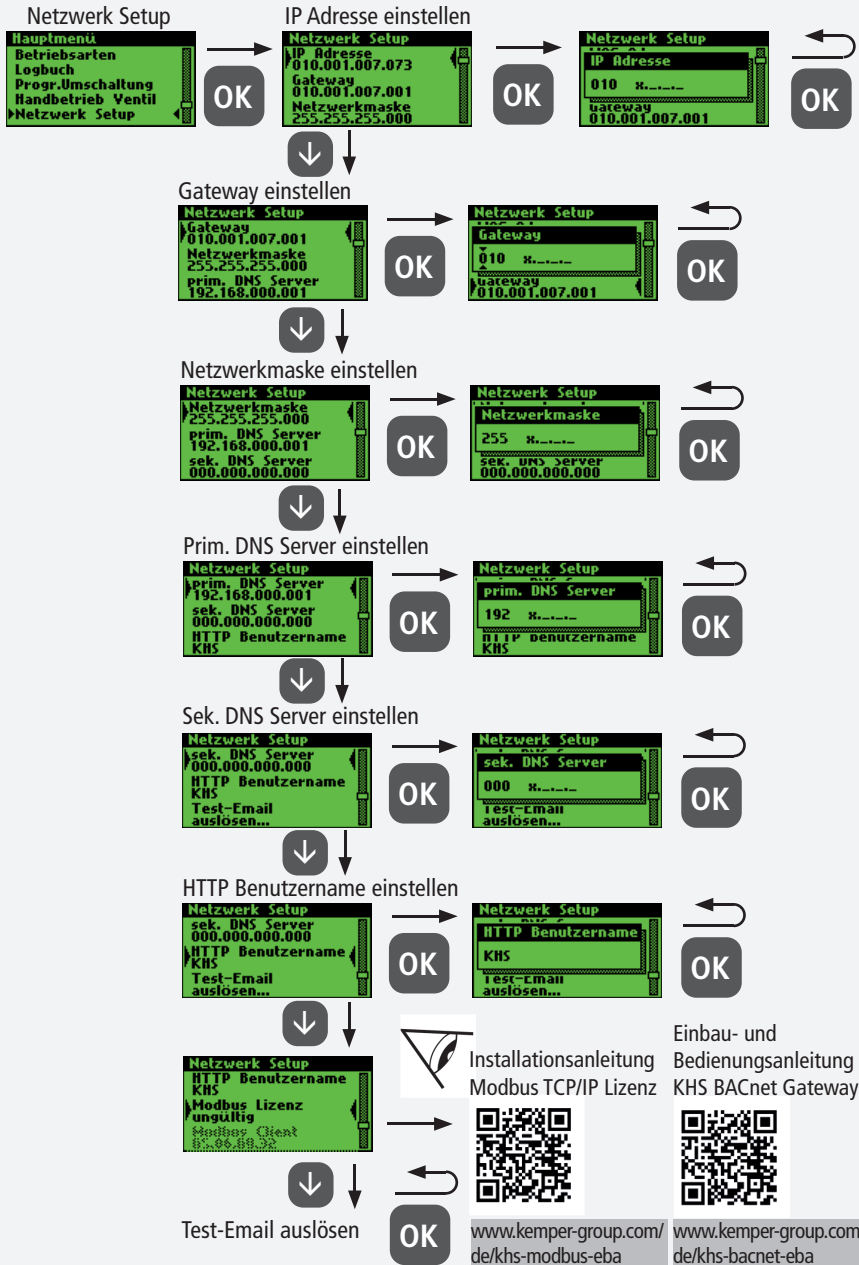 Netzwerk Setup
IP Adresse einstellen
Hauptmenü
Betriebsarten
Logbuch
Progr.Umschaltung
Handbetrieb Ventil
Netzwerk Setup
OK
Netzwerk Setup
IP Adresse
010.001.007.073
Gateway
010.001.007.001
Netzwerkmaske
255.255.255.000
OK
Netzwerk Setup
IP Adresse
010 x._._._
Gateway
010.001.007.001
OK
Gateway einstellen
Netzwerk Setup
Gateway
010.001.007.001
Netzwerkmaske
255.255.255.000
prim. DNS Server
192.168.000.001
OK
Netzwerk Setup
Gateway
010 x._._._
Gateway
010.001.007.001
OK
Netzwerkmaske einstellen
Netzwerk Setup
Netzwerkmaske
255.255.255.000
prim. DNS Server
192.168.000.001
sek. DNS Server
000.000.000.000
OK
Netzwerk Setup
Netzwerkmaske
255 x._._._
sek. DNS Server
000.000.000.000
OK
Prim. DNS Server einstellen
Netzwerk Setup
prim. DNS Server
192.168.000.001
sek. DNS Server
000.000.000.000
HTTP Benutzername
KHS
OK
Netzwerk Setup
prim. DNS Server
192 x._._._
HTTP Benutzername
KHS
OK
Sek. DNS Server einstellen
Netzwerk Setup
sek. DNS Server
000.000.000.000
HTTP Benutzername
KHS
Test-Email
auslösen...
OK
Netzwerk Setup
sek. DNS Server
000 x._._._
Test-Email
auslösen...
OK
HTTP Benutzername einstellen
Netzwerk Setup
sek. DNS Server
000.000.000.000
HTTP Benutzername
KHS
Test-Email
auslösen...
OK
Netzwerk Setup
HTTP Benutzername
KHS
Test-Email
auslösen...
OK
Netzwerk Setup
HTTP Benutzername
KHS
Modbus Lizenz
ungültig
Modbus Client
Installationsanleitung
Modbus TCP/IP Lizenz
www.kemper-group.com/
de/khs-modbus-eba
Einbau- und
Bedienungsanleitung
KHS BACnet Gateway
www.kemper-group.com
de/khs-bacnet-eba
Test-Email auslösen
OK